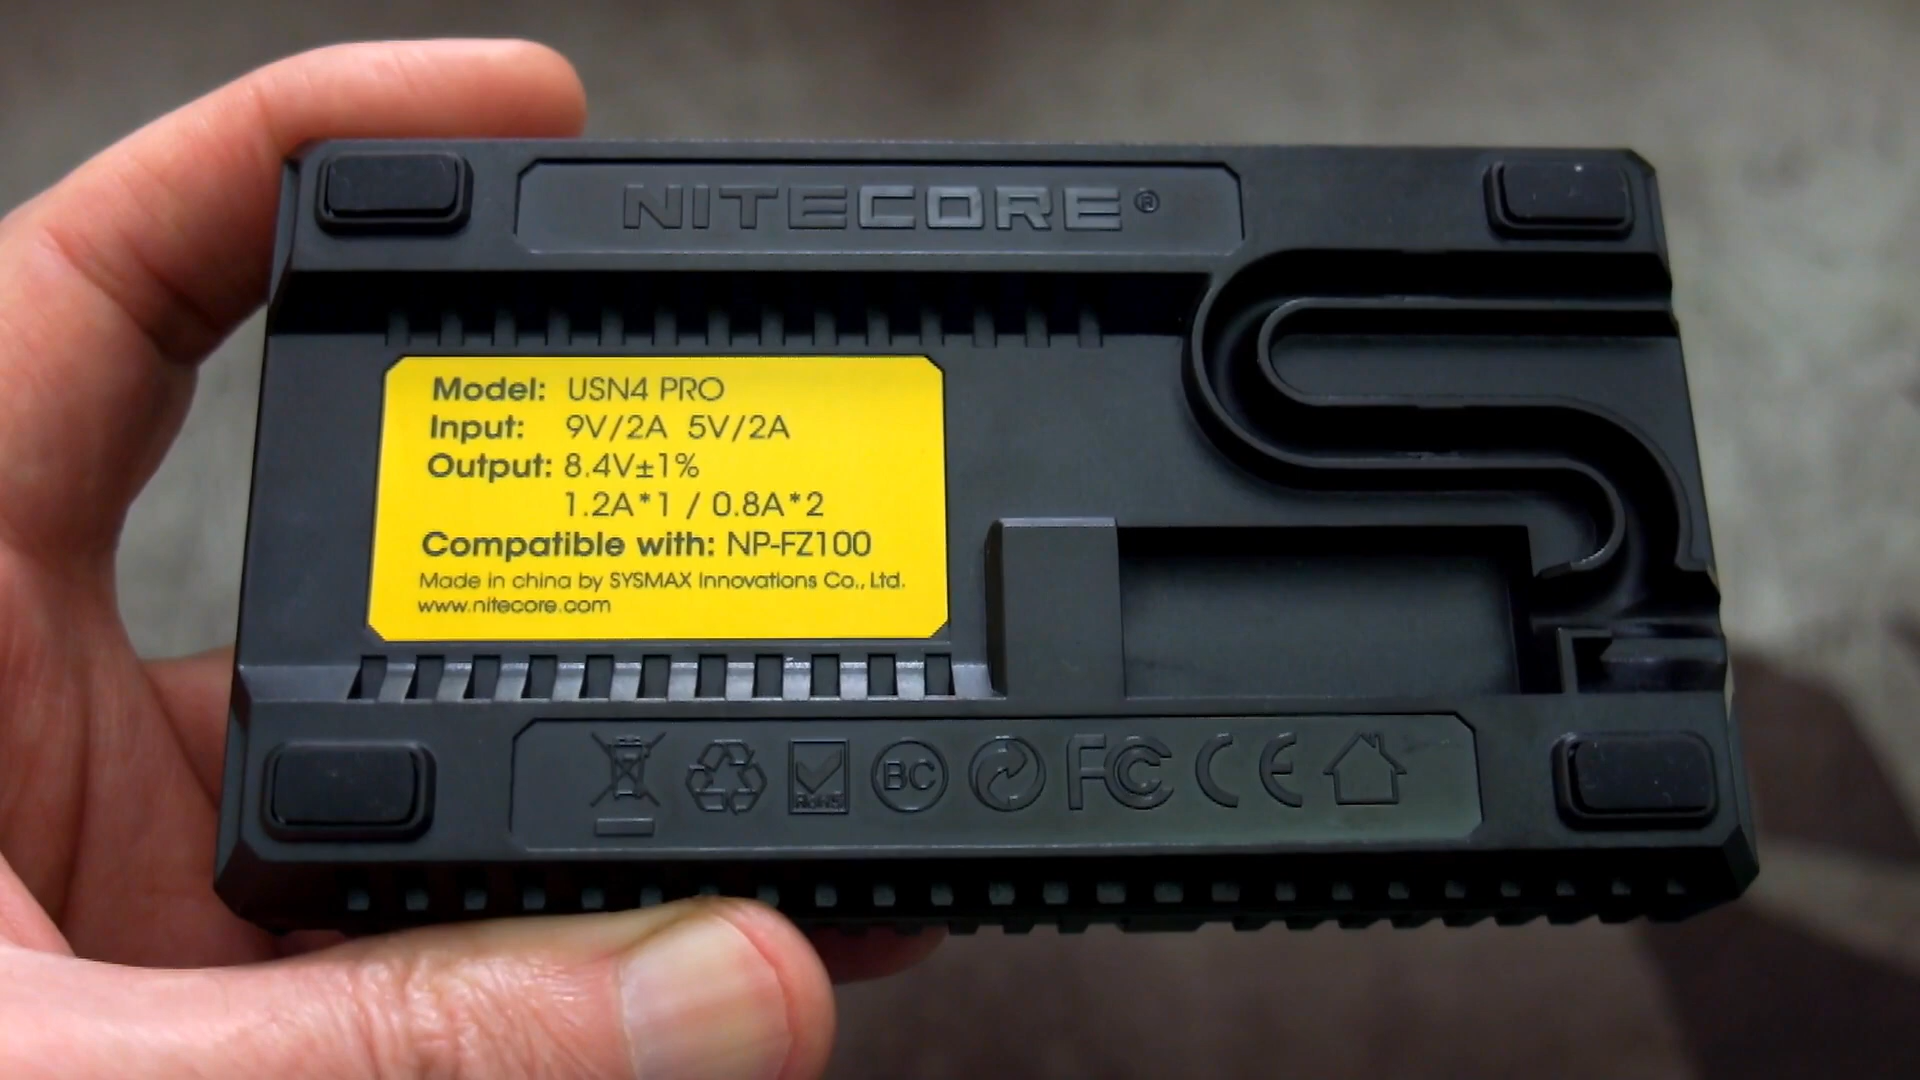 NITECORE®
Model: USN4 PRO
Input: 9V/2A 5V/2A
Output: 8.4V±1%
1.2A*1 / 0.8A*2
Compatible with: NP-FZ100
Made in china by SYSMAX Innovations Co., Ltd.
www.nitecore.com
RoHS BC FC CE